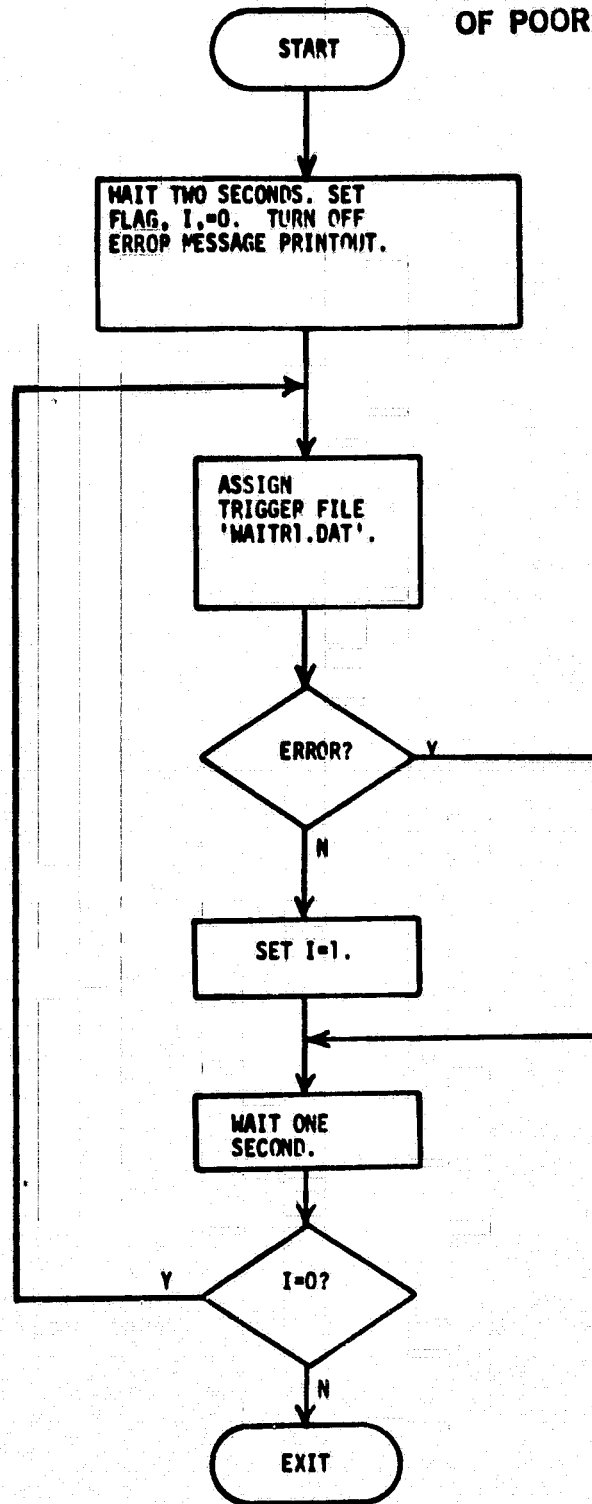 OF POOR
START
WAIT TWO SECONDS. SET
FLAG, I,=0. TURN OFF
ERROR MESSAGE PRINTOUT.
ASSIGN
TRIGGER FILE
'WAITR1.DAT'.
ERROR?
Y
N
SET I=1.
WAIT ONE
SECOND.
Y
I=0?
N
EXIT